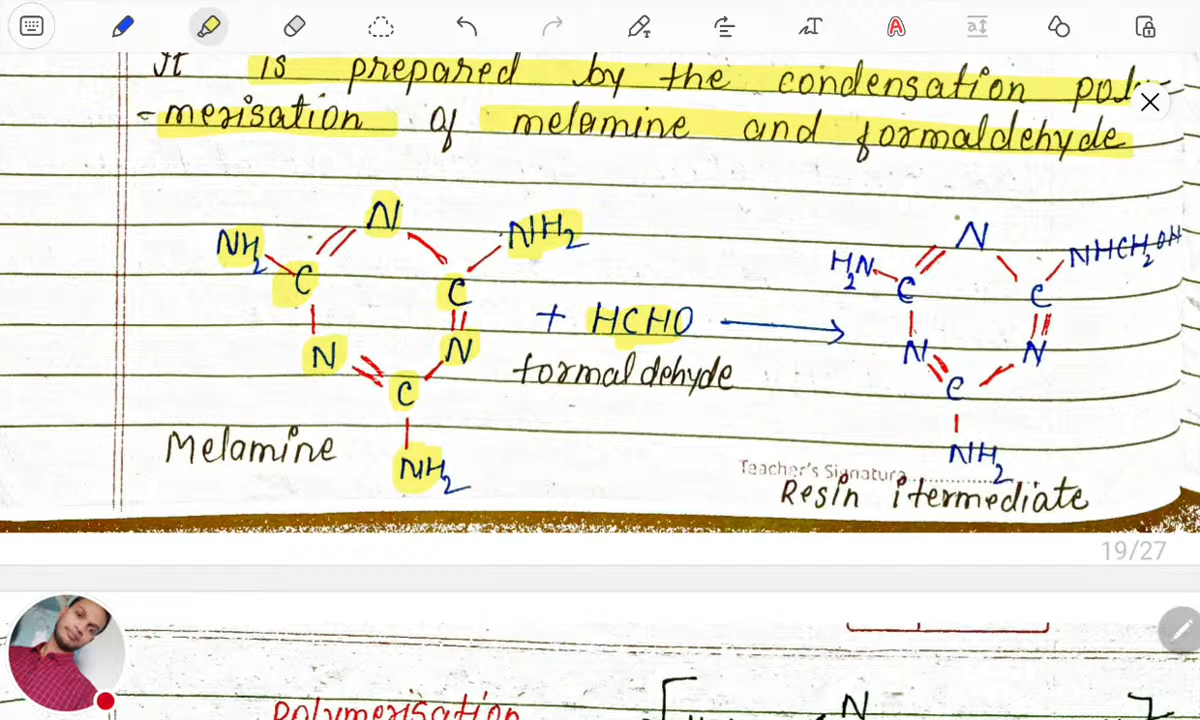 It is prepared by the condensation pol
-merisation of melamine and formaldehyde
N
NH2 NH2
C C
N N
C
NH2
Melamine
+ HCHO
formaldehyde
N
H2N NHCH2OH
C C
N N
C
NH2
Teacher's Signature
Resin itermediate
19/27
Polymerisation
N